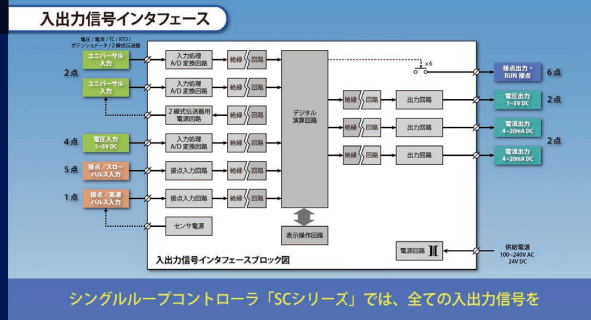 入出力信号インタフェース
電圧/電流/TC/RTD/
ポテンショメータ/2線式伝送器
ユニバーサル
入力
2点
ユニバーサル
入力
4点
電圧入力
1~5V DC
5点
接点/スロー
パルス入力
1点
接点/高速
パルス入力
入力処理
A/D変換回路
絶縁 回路
入力処理
A/D変換回路
絶縁 回路
2線式伝送器用
電源回路
絶縁 回路
入力処理
A/D変換回路
絶縁 回路
接点入力回路
絶縁 回路
接点入力回路
絶縁 回路
センサ電源
デジタル
演算回路
表示操作回路
x6
絶縁 回路
出力回路
絶縁 回路
出力回路
絶縁 回路
出力回路
接点出力・
RUN接点
6点
電圧出力
1~5V DC
2点
電流出力
4~20mA DC
2点
電流出力
4~20mA DC
電源回路
供給電源
100~240V AC
24V DC
入出力信号インタフェースブロック図
シングルループコントローラ「SCシリーズ」では、全ての入出力信号を